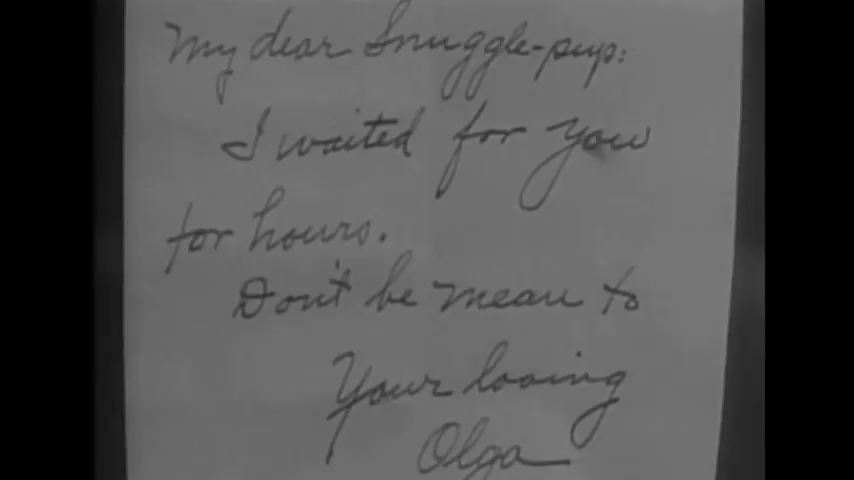 My dear Snuggle-pup:
I waited for you
for hours.
Don't be mean to
Your loving
Olga